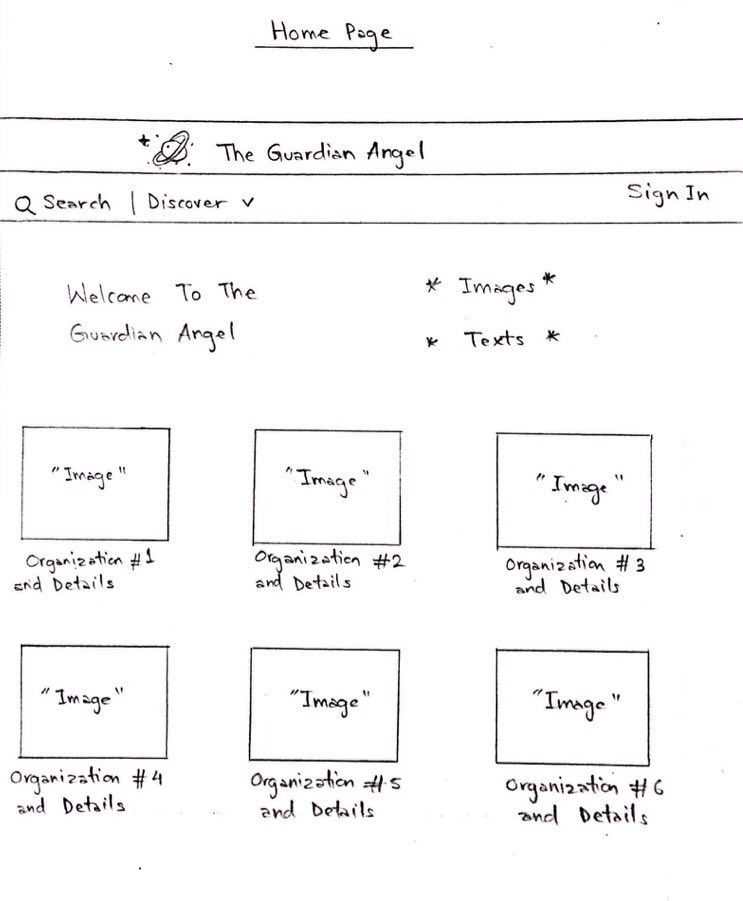 Home Page
The Guardian Angel
Search | Discover v
Sign In
Welcome To The
Guardian Angel
* Images *
* Texts *
"Image"
Organization #1
and Details
"Image"
Organization #2
and Details
"Image"
Organization #3
and Details
"Image"
Organization #4
and Details
"Image"
Organization #5
and Details
"Image"
Organization #6
and Details